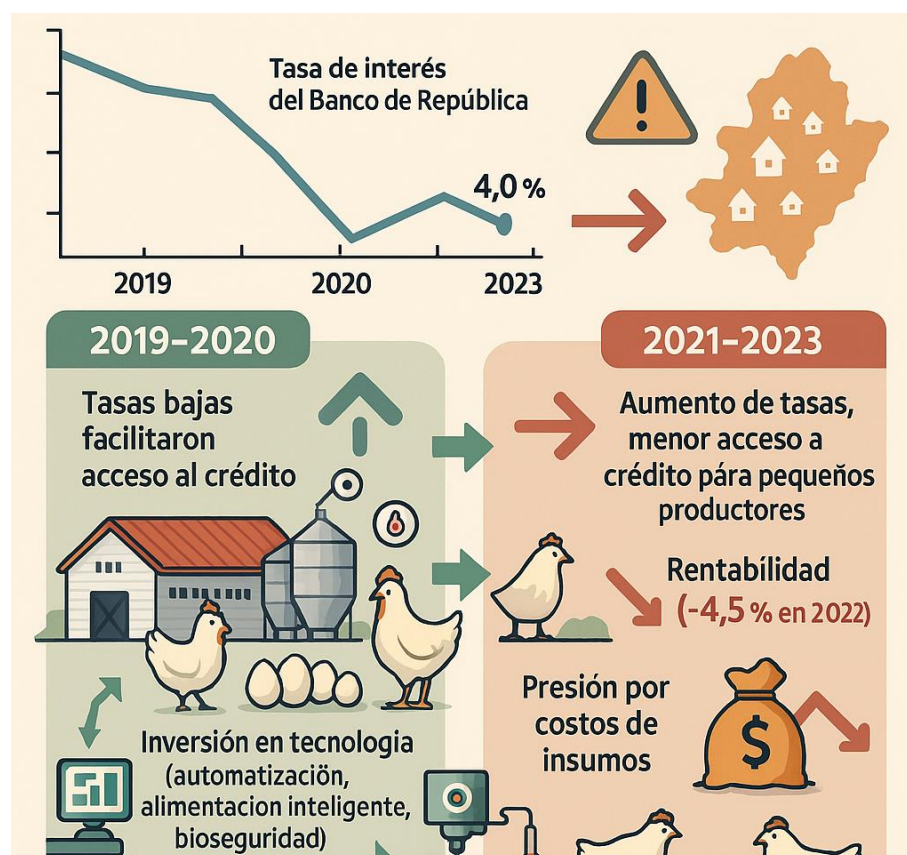 Tasa de interés
del Banco de República
4,0 %
2019
2020
2023
2019–2020
Tasas bajas
facilitaron
acceso al crédito
Inversión en tecnologia
(automatizaciön,
alimentacion inteligente,
bioseguridad)
2021–2023
Aumento de tasas,
menor acceso a
crédito pára pequeños
productores
Rentabílidad
(-4,5 % en 2022)
Presión por
costos de
insumos
$